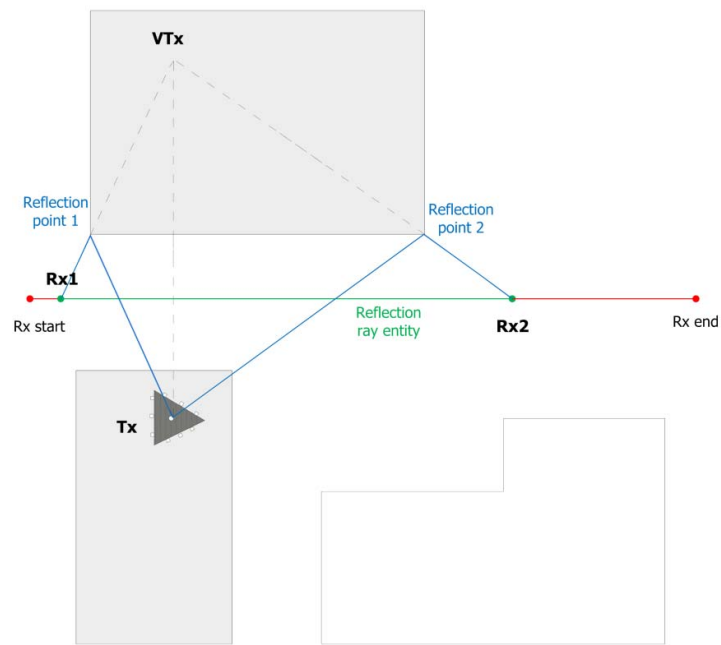 VTx
Reflection
point 1
Reflection
point 2
Rx1
Rx start
Reflection
ray entity
Rx2
Rx end
Tx